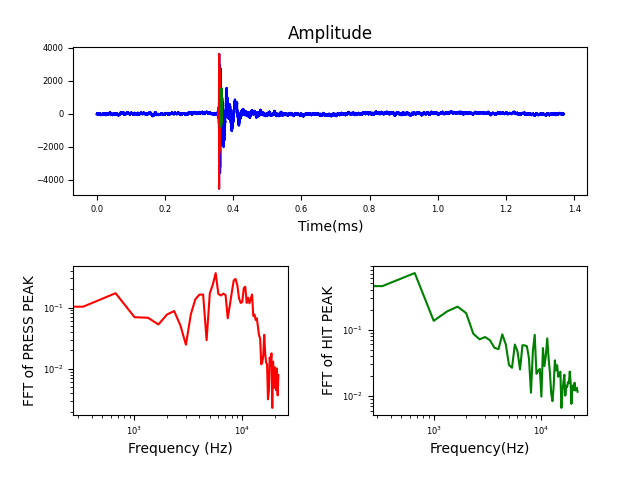 Amplitude
4000
2000
0
−2000
−4000
0.0 0.2 0.4 0.6 0.8 1.0 1.2 1.4
Time(ms)
FFT of PRESS PEAK
10⁻¹
10⁻²
10³ 10⁴
Frequency (Hz)
FFT of HIT PEAK
10⁻¹
10⁻²
10³ 10⁴
Frequency(Hz)